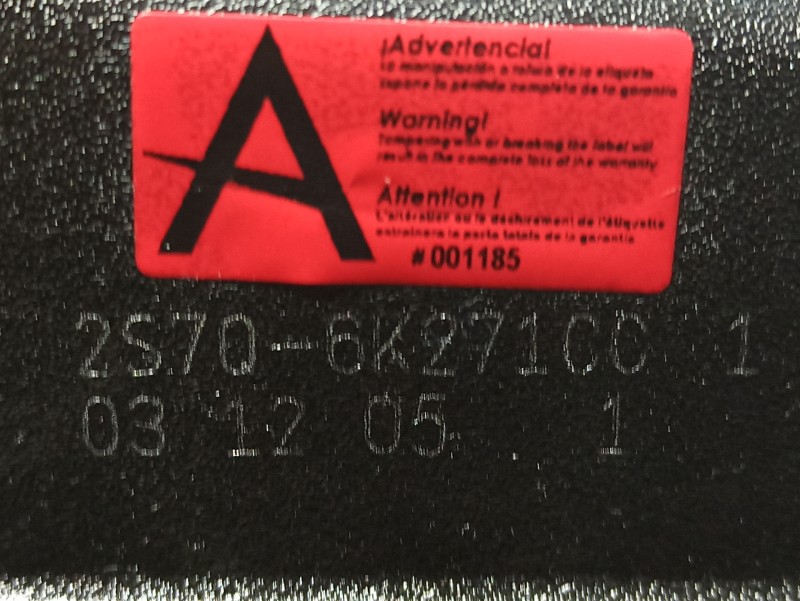 A
¡Advertencia!
La manipulación o rotura de la etiqueta
supone la pérdida completa de la garantía
Warning!
Tampering with or breaking the label will
result in the complete loss of the warranty
Attention !
L'altération ou le déchirement de l'étiquette
entrainera la perte totale de la garantie
#001185
2S7Q-6K271CC 1
03 12 05 1